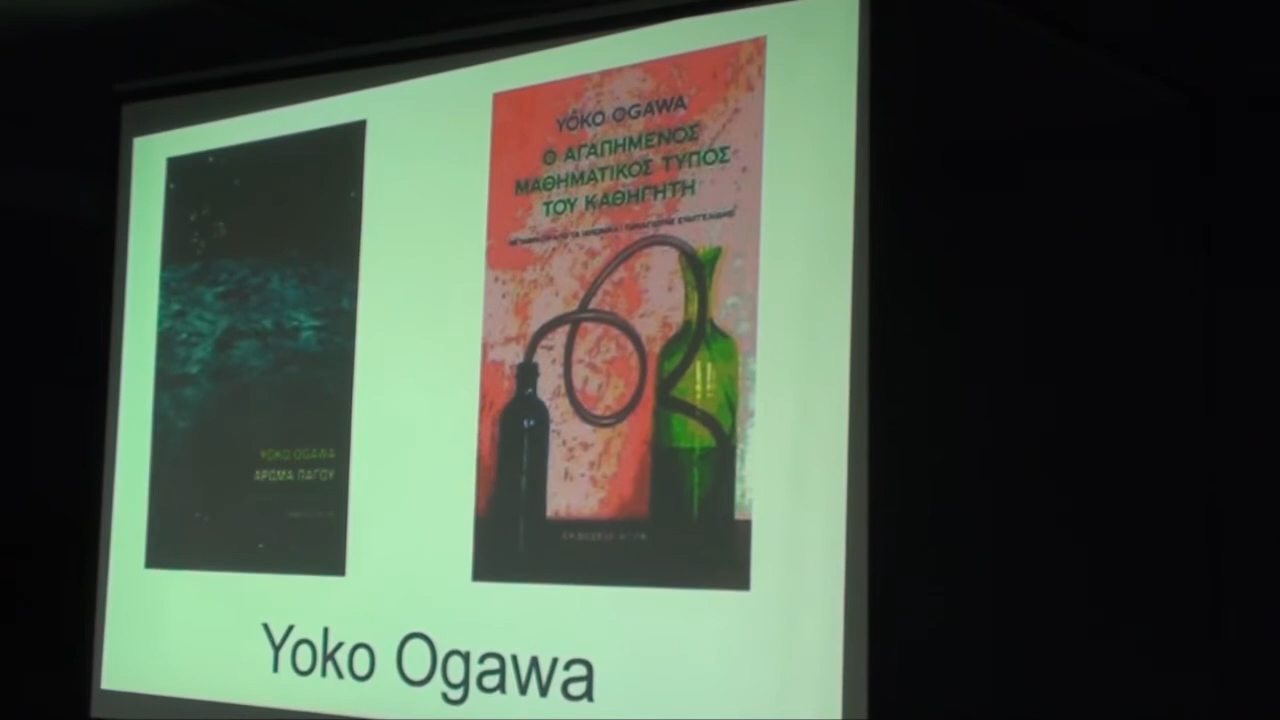 YOKO OGAWA
ΑΡΩΜΑ ΠΑΓΟΥ
YOKO OGAWA
Ο ΑΓΑΠΗΜΕΝΟΣ
ΜΑΘΗΜΑΤΙΚΟΣ ΤΥΠΟΣ
ΤΟΥ ΚΑΘΗΓΗΤΗ
Yoko Ogawa